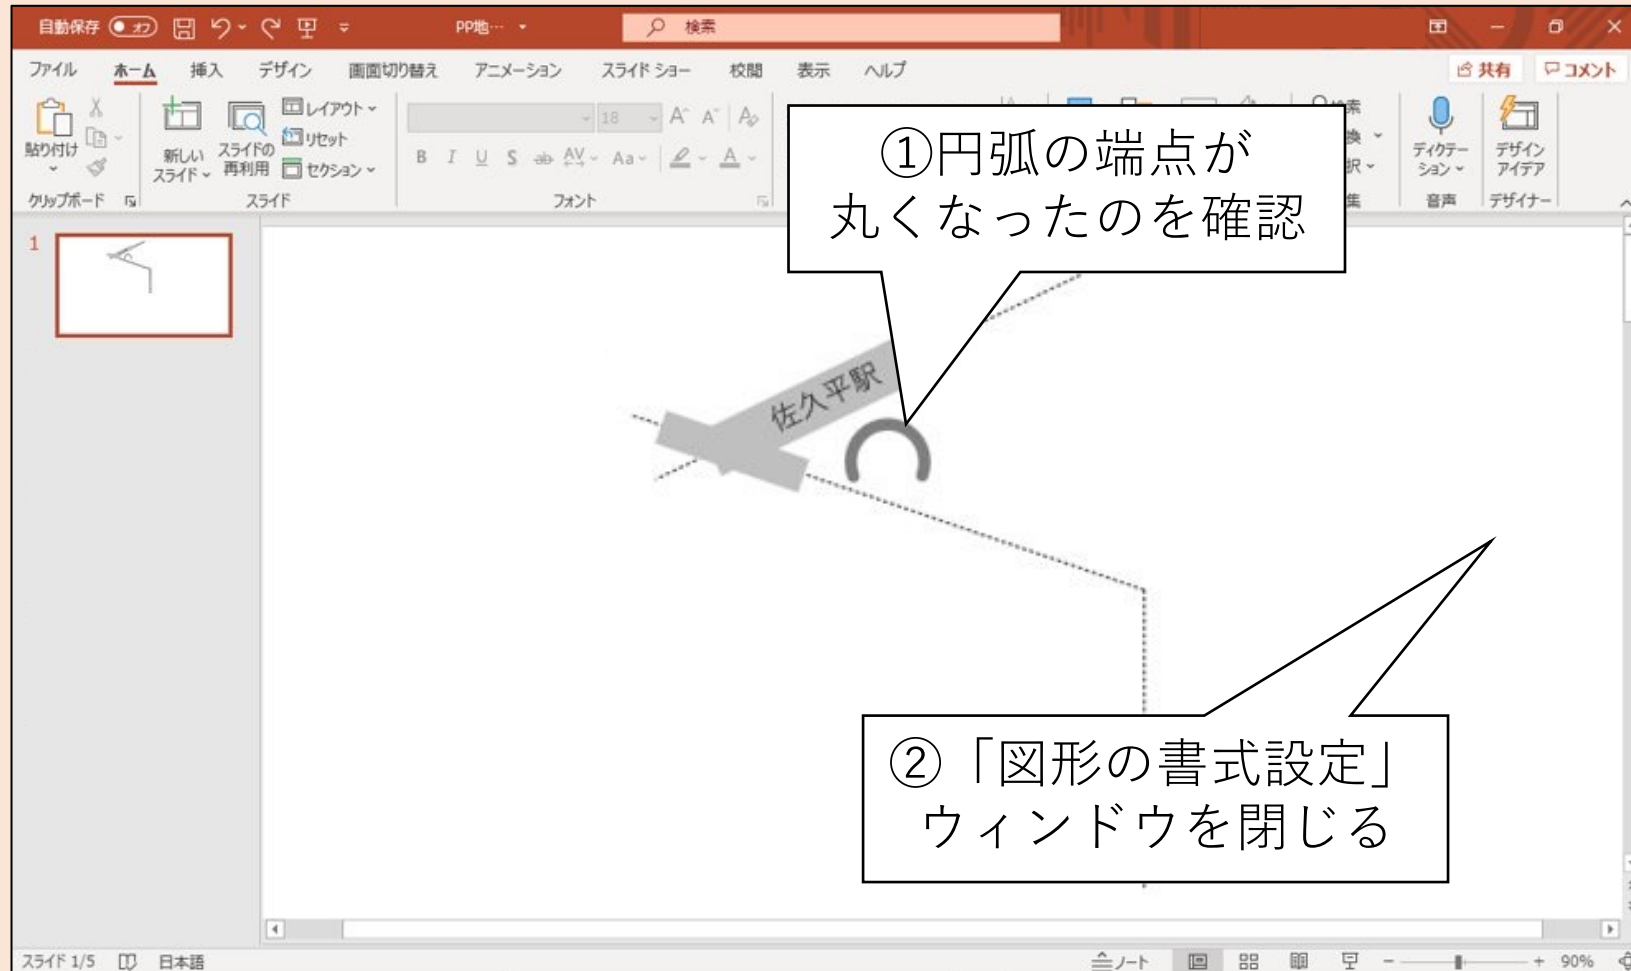 自動保存 オフ PP地… 検索
ファイル ホーム 挿入 デザイン 画面切り替え アニメーション スライド ショー 校閲 表示 ヘルプ 共有 コメント
貼り付け
新しい
スライド
スライドの
再利用
レイアウト
リセット
セクション
18 A A A
B I U S ab AV Aa A
ディクテー
ション
デザイン
アイデア
クリップボード スライド フォント 音声 デザイナー
①円弧の端点が
丸くなったのを確認
1
佐久平駅
②「図形の書式設定」
ウィンドウを閉じる
スライド 1/5 日本語 ノート 90%